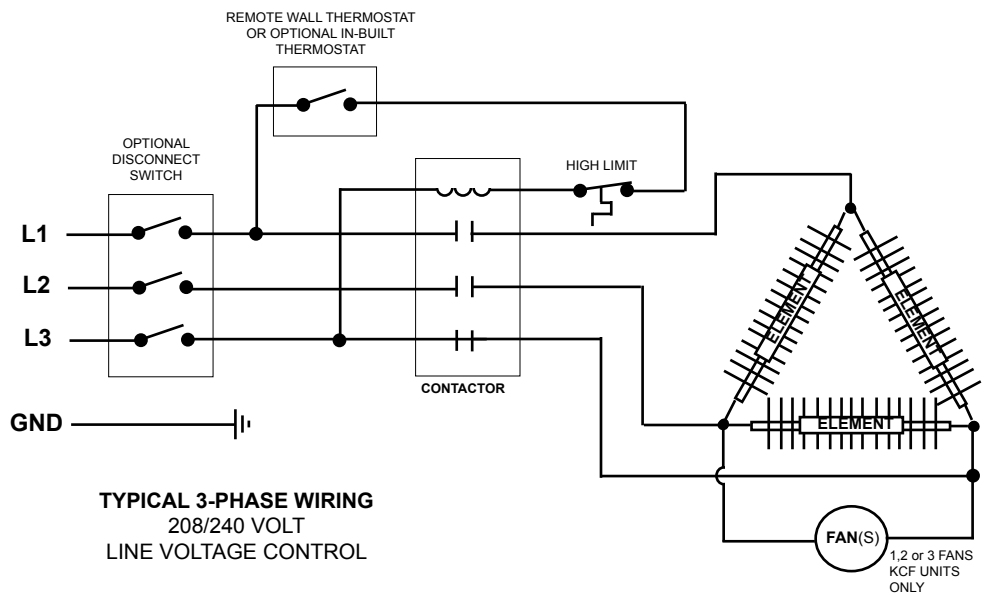 REMOTE WALL THERMOSTAT
OR OPTIONAL IN-BUILT
THERMOSTAT
OPTIONAL
DISCONNECT
SWITCH
HIGH LIMIT
L1
L2
L3
CONTACTOR
GND
ELEMENT
ELEMENT
ELEMENT
TYPICAL 3-PHASE WIRING
208/240 VOLT
LINE VOLTAGE CONTROL
FAN(S)
1,2 or 3 FANS
KCF UNITS
ONLY